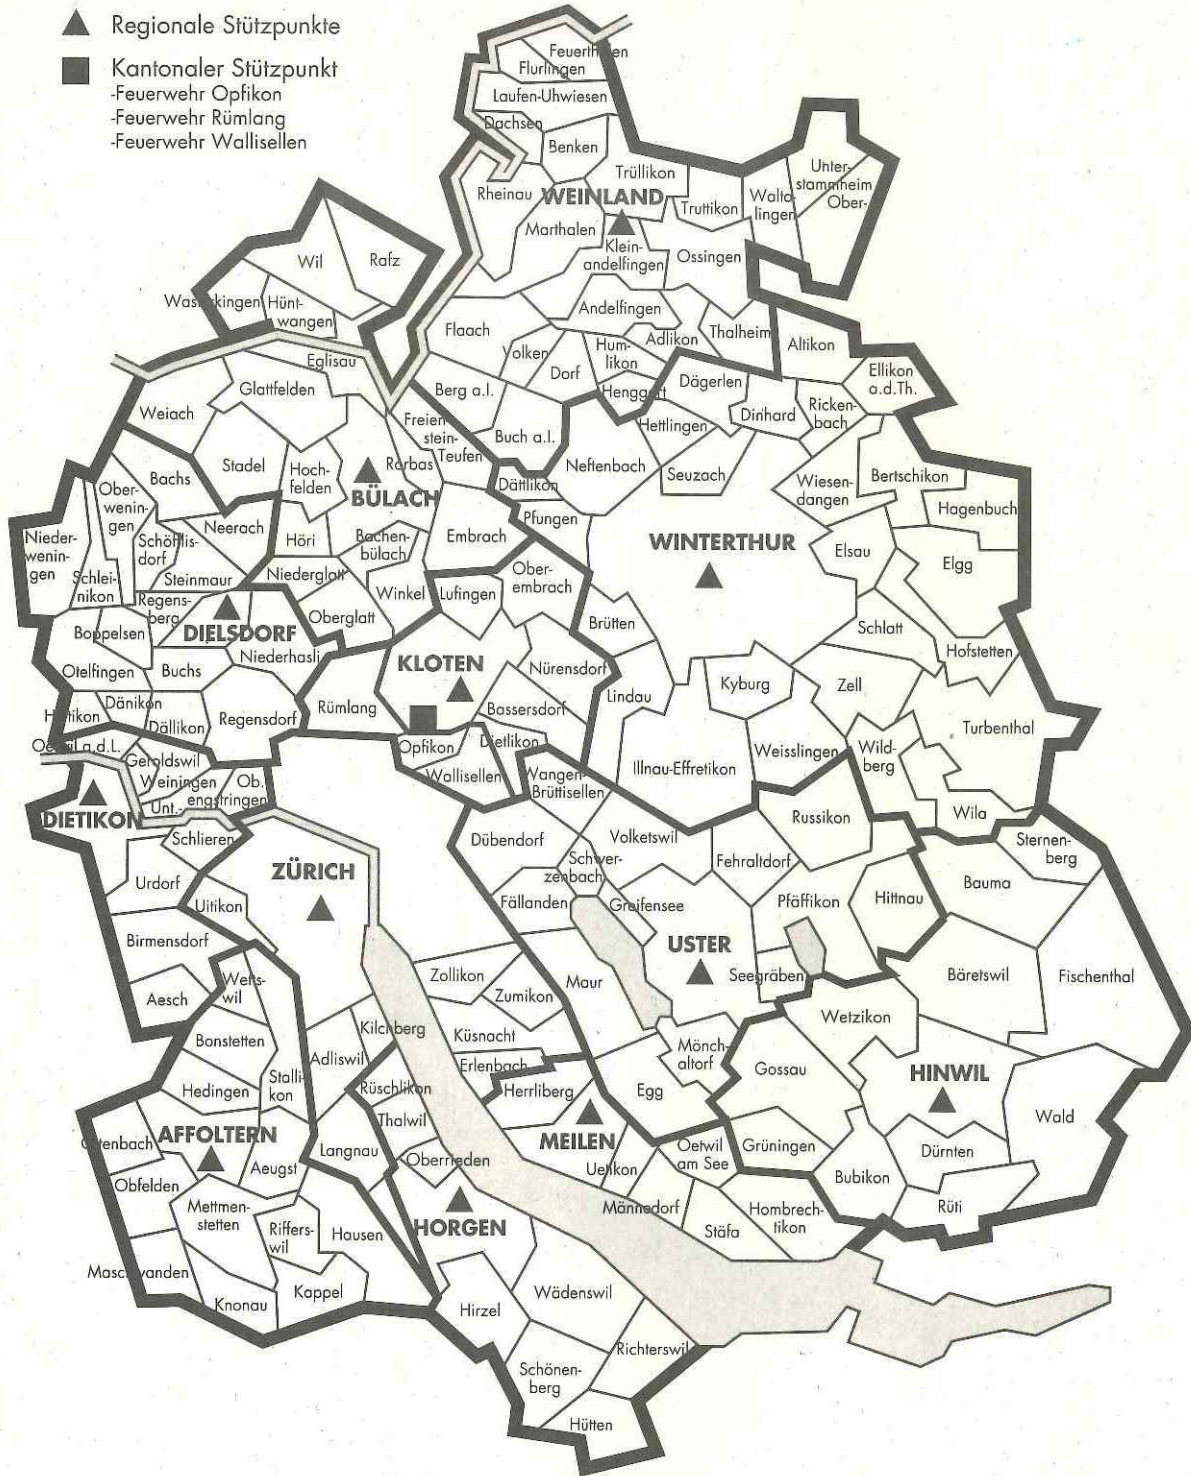 Regionale Stützpunkte
Kantonaler Stützpunkt
-Feuerwehr Opfikon
-Feuerwehr Rümlang
-Feuerwehr Wallisellen
Feuerthalen
Flurlingen
Laufen-Uhwiesen
Dachsen
Benken
Trüllikon
Unter-
stammheim
Ober-
Rheinau
WEINLAND
Truttikon
Walta-
lingen
Marthalen
Klein-
andelfingen
Ossingen
Wil
Rafz
Wasterkingen
Hünt-
wangen
Andelfingen
Flaach
Volken
Hum-
likon
Adlikon
Thalheim
Altikon
Eglisau
Dorf
Ellikon
a.d.Th.
Glattfelden
Berg a.I.
Henggart
Dägerlen
Weiach
Freien
stein-
Teufen
Buch a.I.
Hettlingen
Dinhard
Ricken-
bach
Stadel
Hoch-
felden
Rorbas
Neftenbach
Seuzach
Bachs
BÜLACH
Dättlikon
Wiesen-
dangen
Bertschikon
Ober-
wenin-
gen
Pfungen
Hagenbuch
Nieder-
wenin-
gen
Schöfflis-
dorf
Neerach
Höri
Bachen-
bülach
Embrach
WINTERTHUR
Elsau
Elgg
Schlei-
nikon
Steinmaur
Niederglatt
Winkel
Lufingen
Ober-
embrach
Regens-
berg
Oberglatt
Brütten
Schlatt
Boppelsen
DIELSDORF
Hofstetten
Otelfingen
Buchs
Niederhasli
KLOTEN
Nürensdorf
Lindau
Kyburg
Zell
Dänikon
Hüttikon
Dällikon
Regensdorf
Rümlang
Bassersdorf
Turbenthal
Oetwil a.d.L.
Geroldswil
Opfikon
Dietlikon
Weisslingen
Wild-
berg
Weiningen
Ob.
engstringen
Unt.-
Wallisellen
Wangen-
Brüttisellen
Illnau-Effretikon
Wila
DIETIKON
Schlieren
Dübendorf
Volketswil
Russikon
Sternen-
berg
Urdorf
ZÜRICH
Schwer-
zenbach
Fehraltdorf
Bauma
Uitikon
Fällanden
Greifensee
Pfäffikon
Hittnau
Birmensdorf
USTER
Wetts-
wil
Zollikon
Maur
Seegräben
Bäretswil
Fischenthal
Aesch
Zumikon
Wetzikon
Bonstetten
Kilchberg
Küsnacht
Mönch-
altorf
Adliswil
Erlenbach
Gossau
HINWIL
Hedingen
Stalli-
kon
Rüschlikon
Herrliberg
Egg
Wald
Ottenbach
AFFOLTERN
Thalwil
MEILEN
Oetwil
am See
Grüningen
Dürnten
Aeugst
Langnau
Oberrieden
Uetikon
Obfelden
Bubikon
Mettmen-
stetten
Männedorf
Hombrech-
tikon
Rüti
Riffers-
wil
Hausen
HORGEN
Stäfa
Maschwanden
Knonau
Kappel
Hirzel
Wädenswil
Richterswil
Schönen-
berg
Hütten